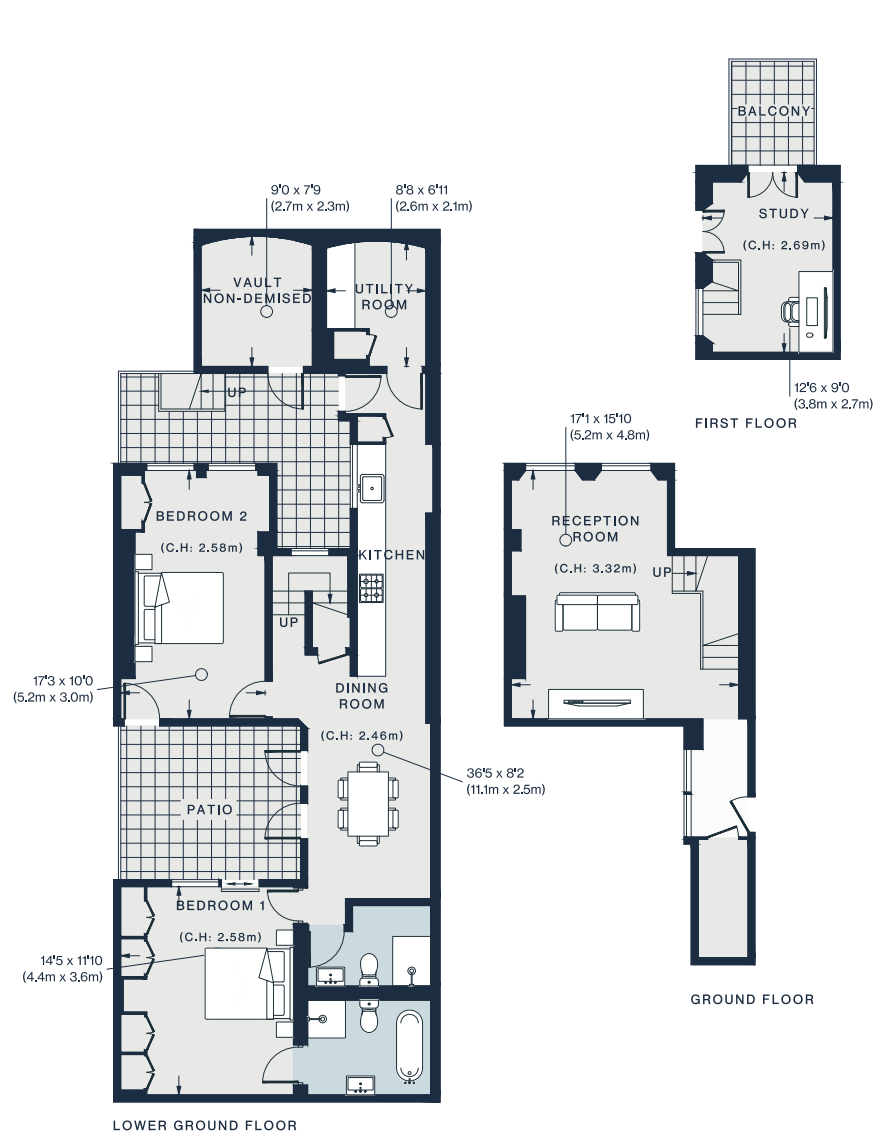 BALCONY
STUDY
(C.H: 2.69m)
12'6 x 9'0
(3.8m x 2.7m)
FIRST FLOOR
9'0 x 7'9
(2.7m x 2.3m)
8'8 x 6'11
(2.6m x 2.1m)
VAULT
NON-DEMISED
UTILITY
ROOM
UP
BEDROOM 2
(C.H: 2.58m)
KITCHEN
UP
17'3 x 10'0
(5.2m x 3.0m)
DINING
ROOM
(C.H: 2.46m)
36'5 x 8'2
(11.1m x 2.5m)
PATIO
BEDROOM 1
(C.H: 2.58m)
14'5 x 11'10
(4.4m x 3.6m)
LOWER GROUND FLOOR
17'1 x 15'10
(5.2m x 4.8m)
RECEPTION
ROOM
(C.H: 3.32m)
UP
GROUND FLOOR